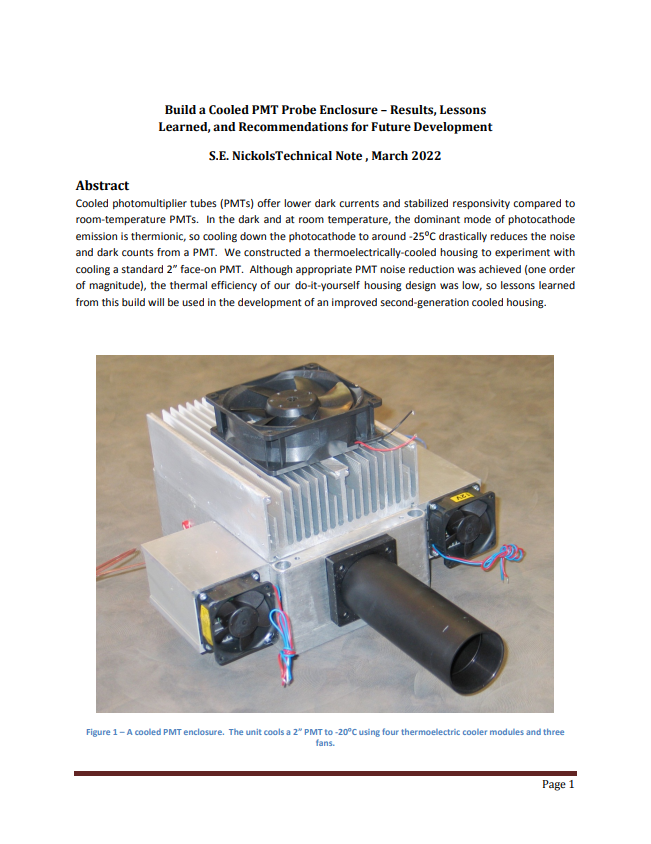 Build a Cooled PMT Probe Enclosure – Results, Lessons
Learned, and Recommendations for Future Development
S.E. NickolsTechnical Note , March 2022
Abstract
Cooled photomultiplier tubes (PMTs) offer lower dark currents and stabilized responsivity compared to
room-temperature PMTs. In the dark and at room temperature, the dominant mode of photocathode
emission is thermionic, so cooling down the photocathode to around -25⁰C drastically reduces the noise
and dark counts from a PMT. We constructed a thermoelectrically-cooled housing to experiment with
cooling a standard 2” face-on PMT. Although appropriate PMT noise reduction was achieved (one order
of magnitude), the thermal efficiency of our do-it-yourself housing design was low, so lessons learned
from this build will be used in the development of an improved second-generation cooled housing.
Figure 1 – A cooled PMT enclosure. The unit cools a 2” PMT to -20⁰C using four thermoelectric cooler modules and three
fans.
Page 1